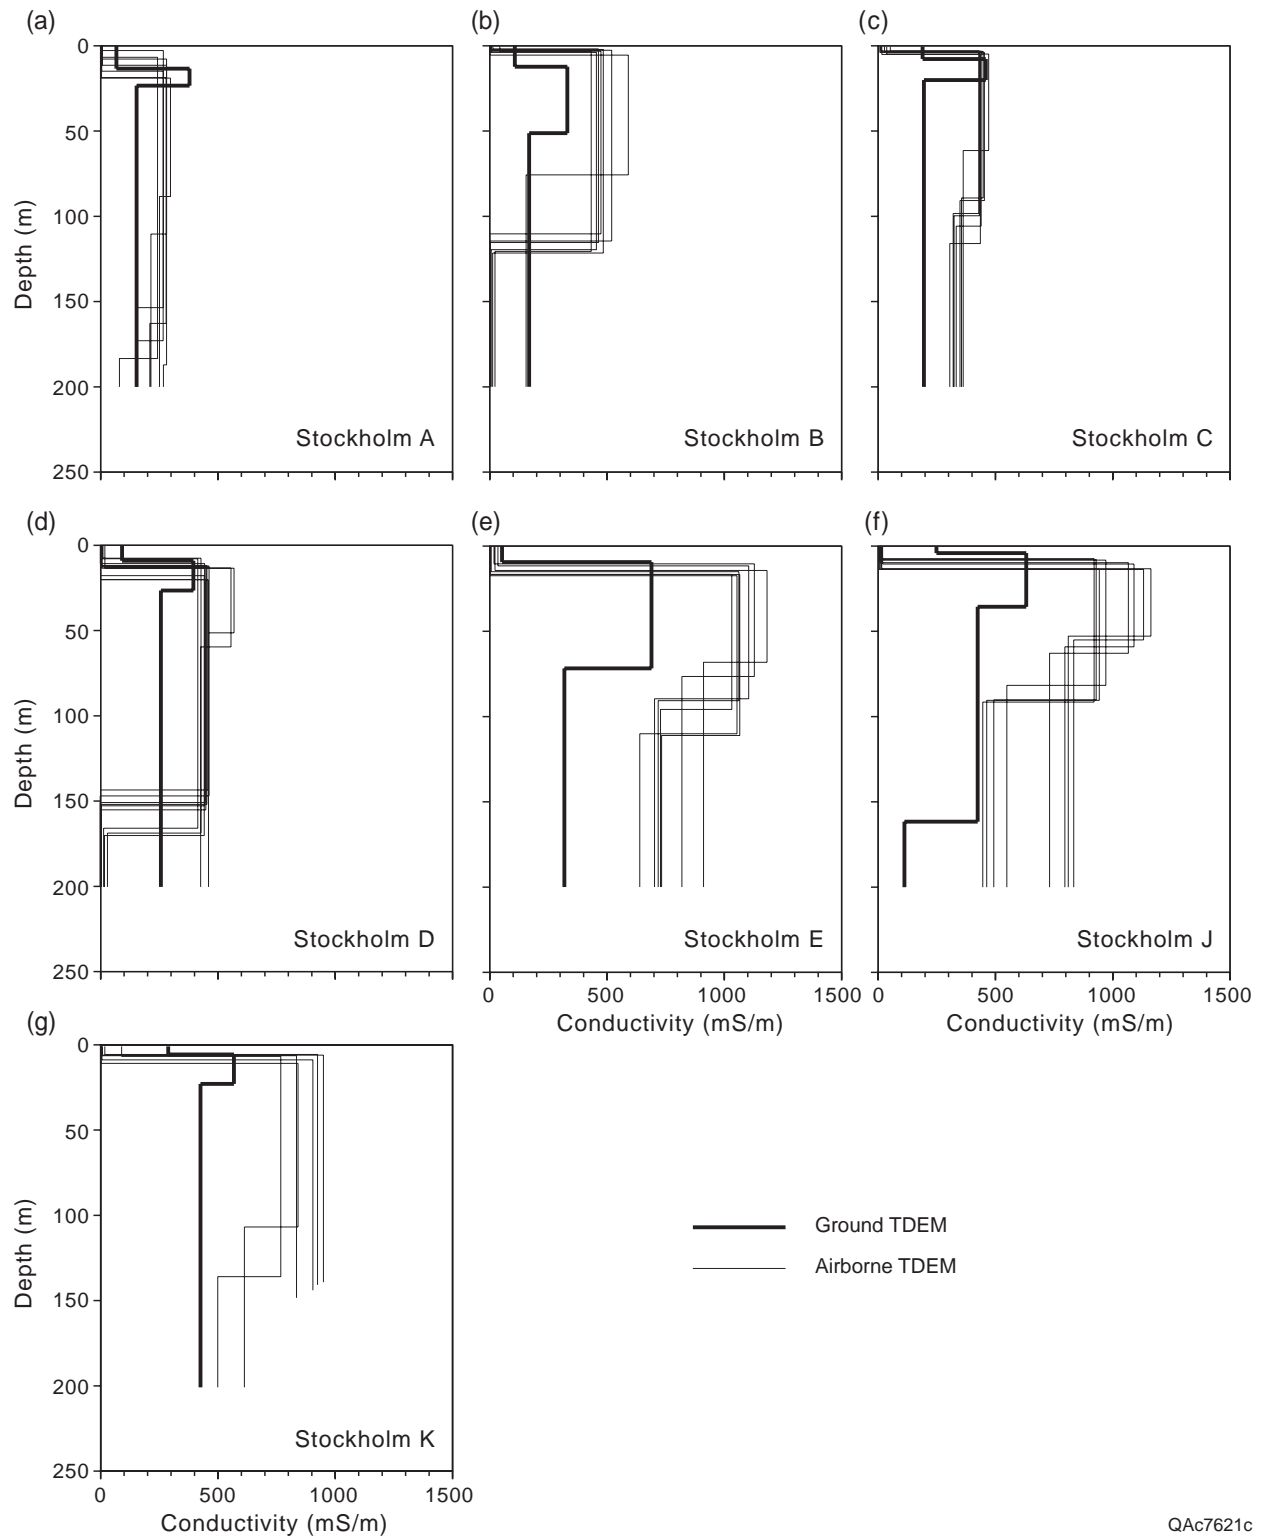 (a)
(b)
(c)
0
50
100
150
200
250
Depth (m)
Stockholm A
Stockholm B
Stockholm C
(d)
(e)
(f)
0
50
100
150
200
250
Depth (m)
Stockholm D
Stockholm E
Stockholm J
0 500 1000 1500
0 500 1000 1500
Conductivity (mS/m)
Conductivity (mS/m)
(g)
0
50
100
150
200
250
Depth (m)
Stockholm K
0 500 1000 1500
Conductivity (mS/m)
Ground TDEM
Airborne TDEM
QAc7621c